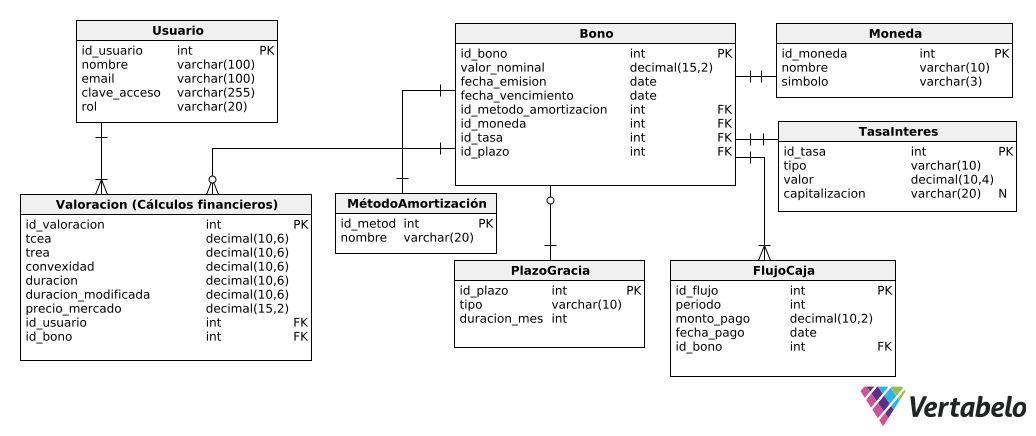 Usuario
id_usuario int PK
nombre varchar(100)
email varchar(100)
clave_acceso varchar(255)
rol varchar(20)
Bono
id_bono int PK
valor_nominal decimal(15,2)
fecha_emision date
fecha_vencimiento date
id_metodo_amortizacion int FK
id_moneda int FK
id_tasa int FK
id_plazo int FK
Moneda
id_moneda int PK
nombre varchar(10)
simbolo varchar(3)
TasaInteres
id_tasa int PK
tipo varchar(10)
valor decimal(10,4)
capitalizacion varchar(20) N
Valoracion (Cálculos financieros)
id_valoracion int PK
tcea decimal(10,6)
trea decimal(10,6)
convexidad decimal(10,6)
duracion decimal(10,6)
duracion_modificada decimal(10,6)
precio_mercado decimal(15,2)
id_usuario int FK
id_bono int FK
MétodoAmortización
id_metod int PK
nombre varchar(20)
PlazoGracia
id_plazo int PK
tipo varchar(10)
duracion_mes int
FlujoCaja
id_flujo int PK
periodo int
monto_pago decimal(10,2)
fecha_pago date
id_bono int FK
Vertabelo